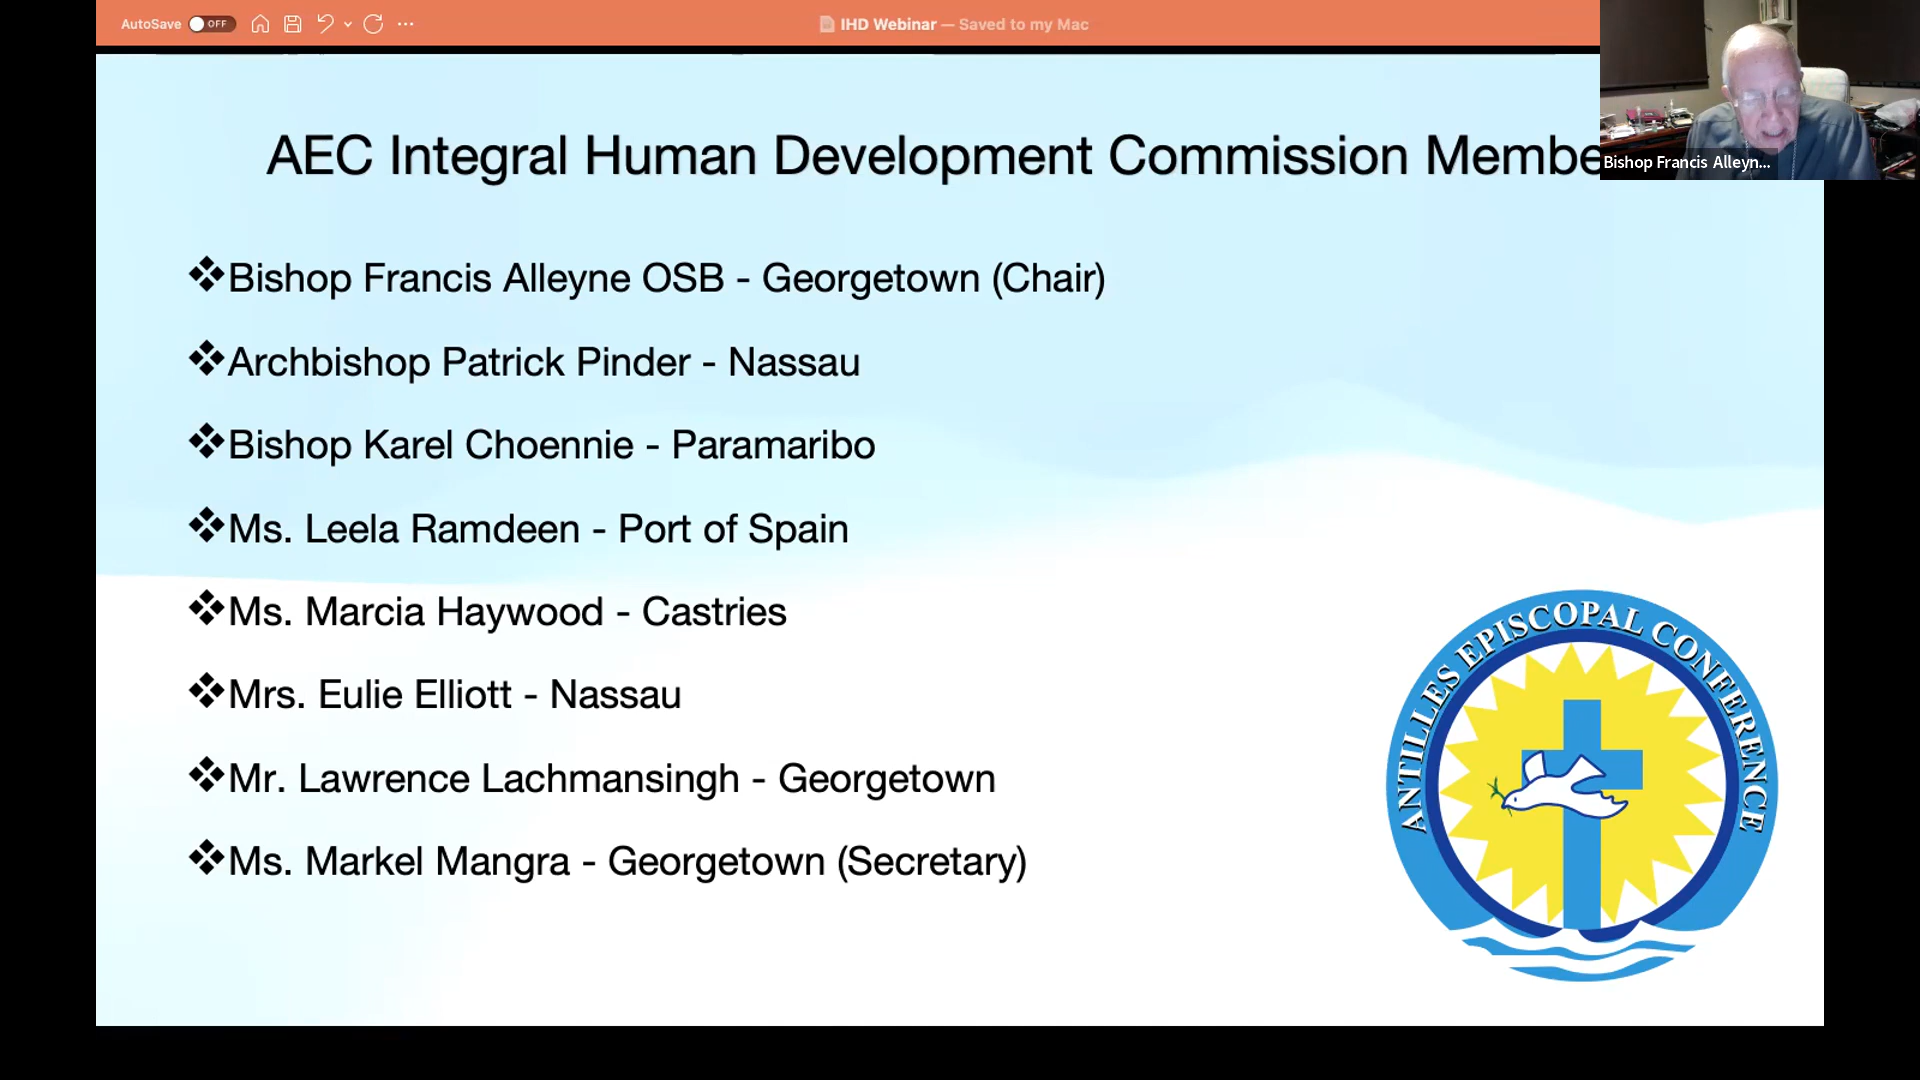 AutoSave OFF
IHD Webinar — Saved to my Mac
Bishop Francis Alleyn...
AEC Integral Human Development Commission Membe
❖Bishop Francis Alleyne OSB - Georgetown (Chair)
❖Archbishop Patrick Pinder - Nassau
❖Bishop Karel Choennie - Paramaribo
❖Ms. Leela Ramdeen - Port of Spain
❖Ms. Marcia Haywood - Castries
❖Mrs. Eulie Elliott - Nassau
❖Mr. Lawrence Lachmansingh - Georgetown
❖Ms. Markel Mangra - Georgetown (Secretary)
ANTILLES EPISCOPAL CONFERENCE